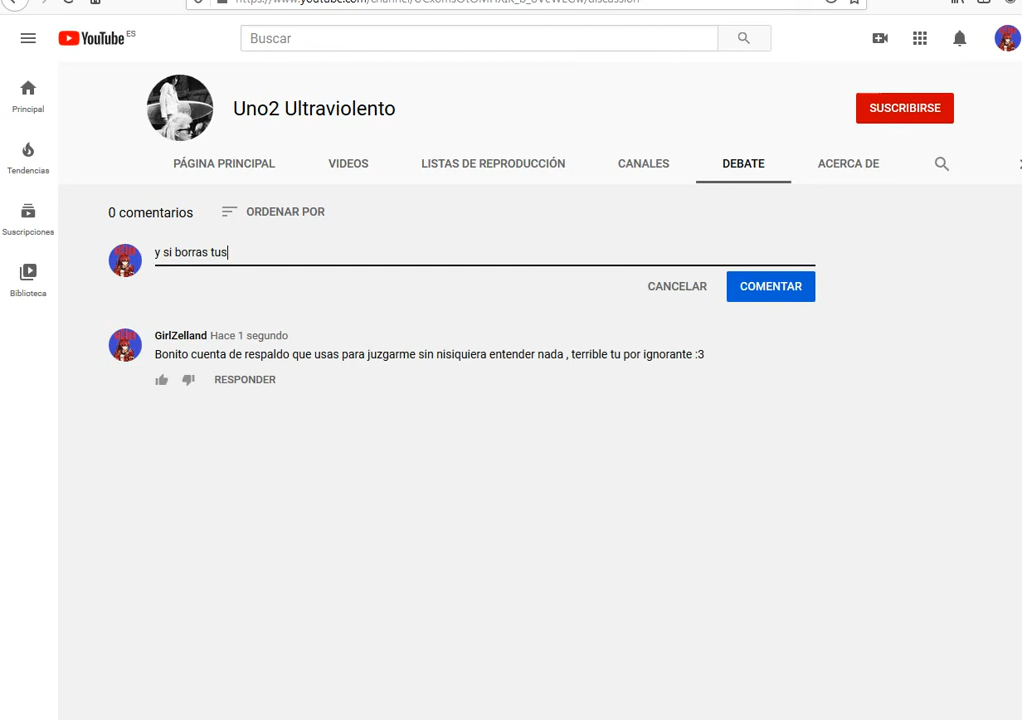 YouTube ES
Buscar
Principal
Tendencias
Suscripciones
Biblioteca
Uno2 Ultraviolento
SUSCRIBIRSE
PÁGINA PRINCIPAL VIDEOS LISTAS DE REPRODUCCIÓN CANALES DEBATE ACERCA DE
0 comentarios ORDENAR POR
y si borras tus
CANCELAR COMENTAR
GirlZelland Hace 1 segundo
Bonito cuenta de respaldo que usas para juzgarme sin nisiquiera entender nada , terrible tu por ignorante :3
RESPONDER